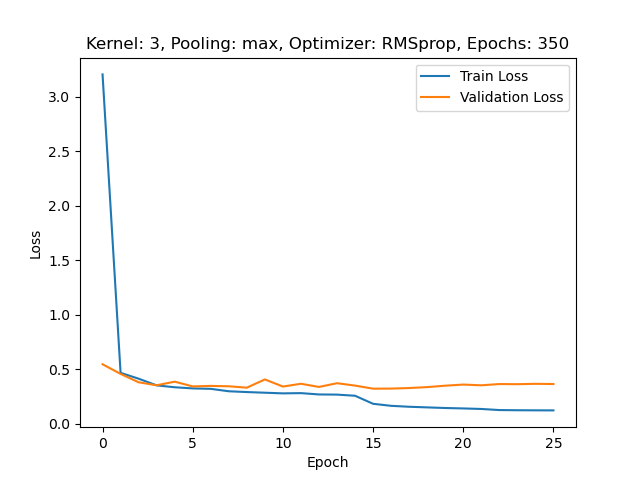 Kernel: 3, Pooling: max, Optimizer: RMSprop, Epochs: 350
Train Loss
Validation Loss
3.0
2.5
2.0
1.5
1.0
0.5
0.0
Loss
0 5 10 15 20 25
Epoch